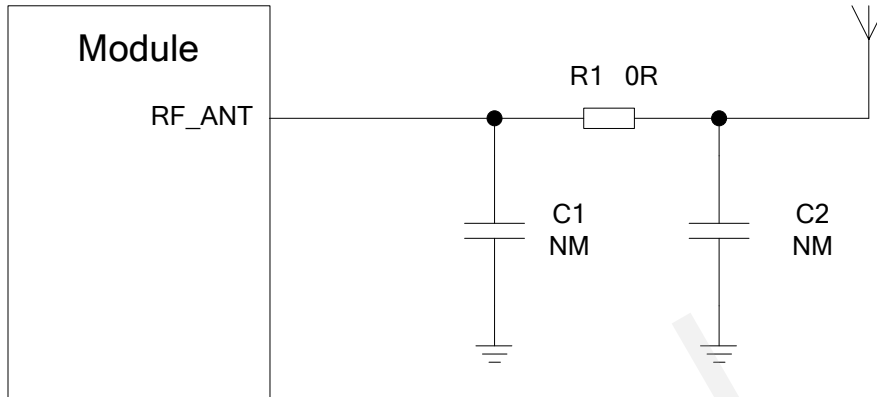 Module
R1 0R
RF_ANT
C1
NM
C2
NM